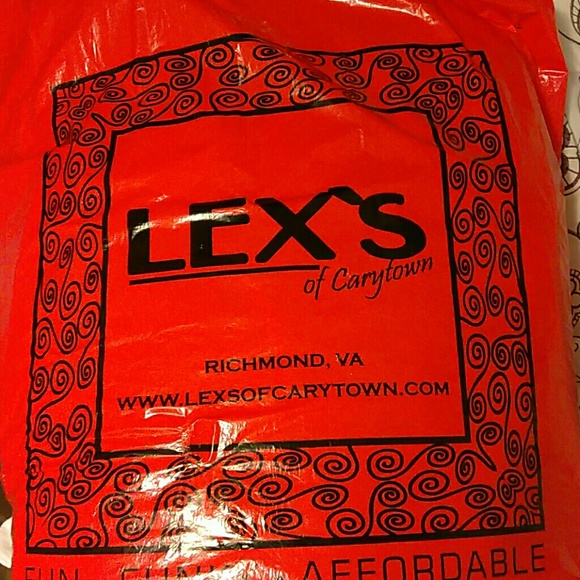 LEX'S
of Carytown
RICHMOND, VA
WWW.LEXSOFCARYTOWN.COM
FUN AFFORDABLE